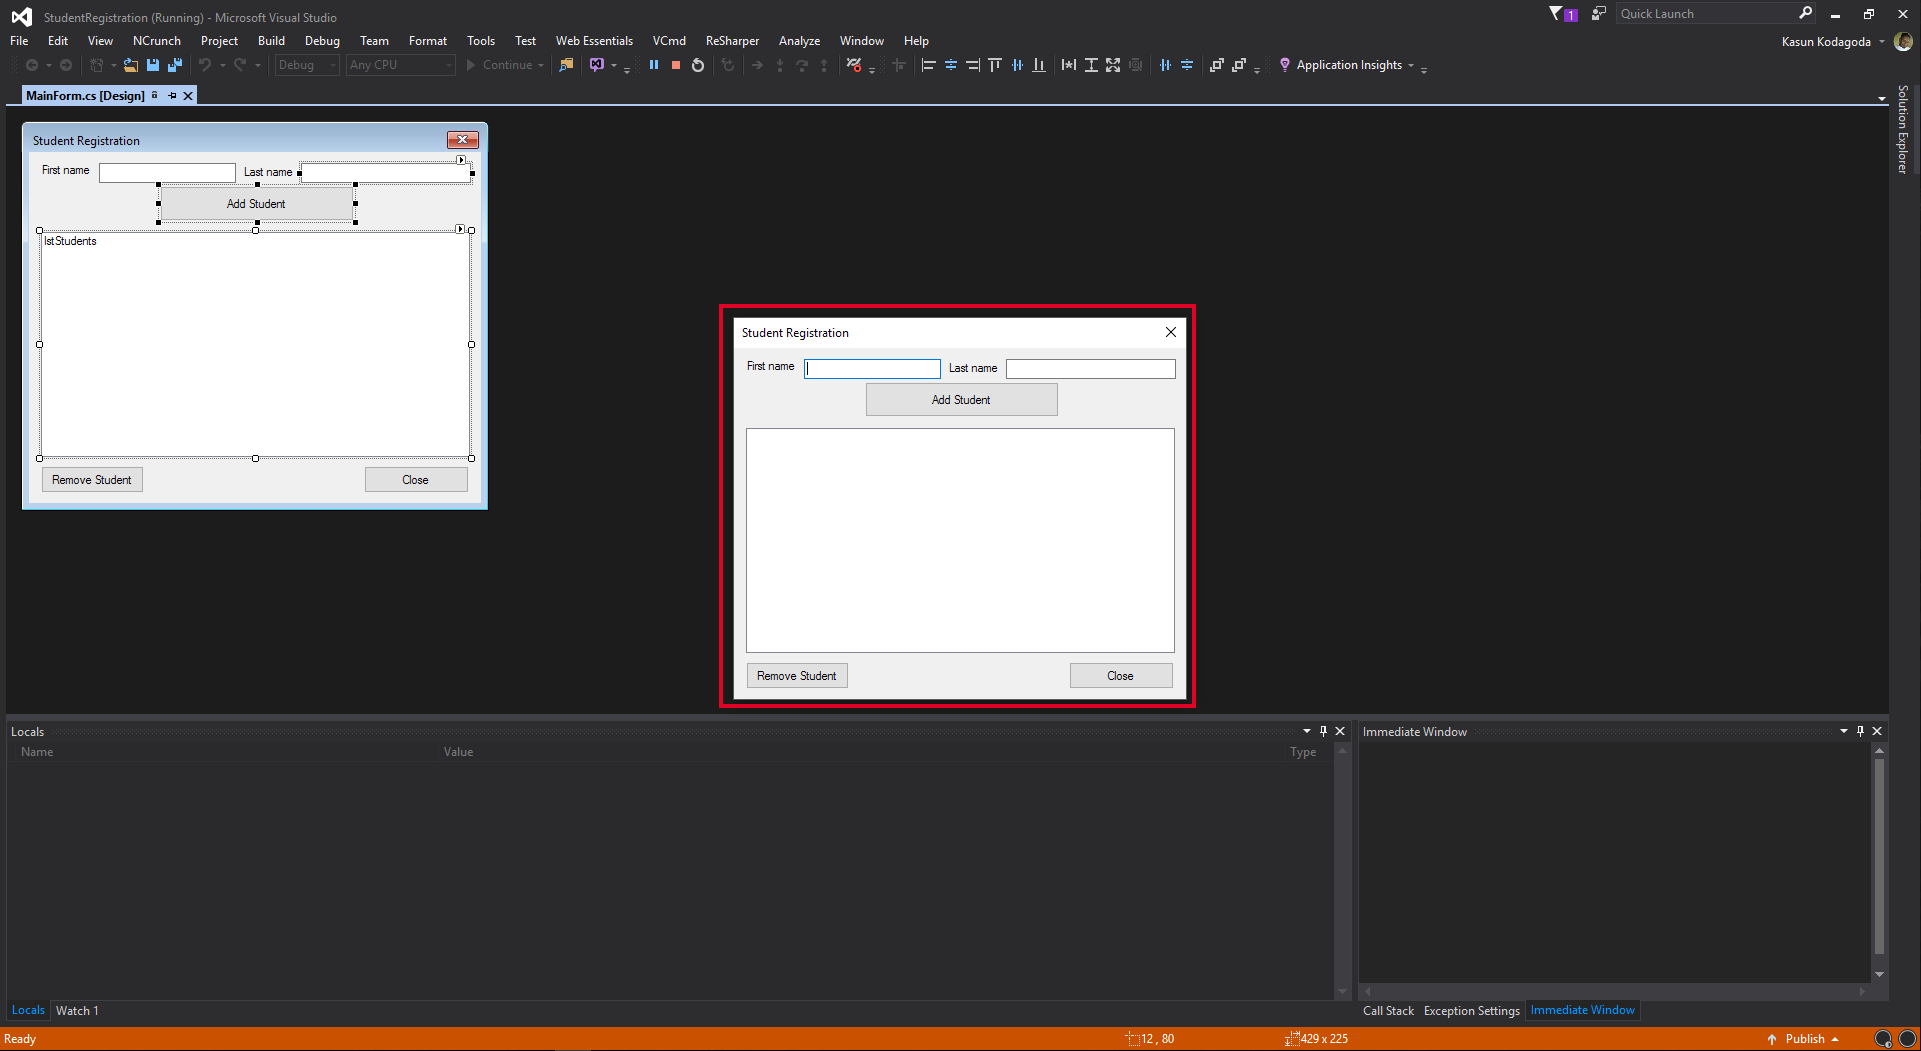 StudentRegistration (Running) - Microsoft Visual Studio
1
Quick Launch
File Edit View NCrunch Project Build Debug Team Format Tools Test Web Essentials VCmd ReSharper Analyze Window Help
Kasun Kodagoda
Debug Any CPU Continue Application Insights
MainForm.cs [Design]
Solution Explorer
Student Registration
First name Last name
Add Student
lstStudents
Remove Student Close
Student Registration
First name Last name
Add Student
Remove Student Close
Locals
Name Value Type
Immediate Window
Locals Watch 1
Call Stack Exception Settings Immediate Window
Ready 12 , 80 429 x 225 Publish